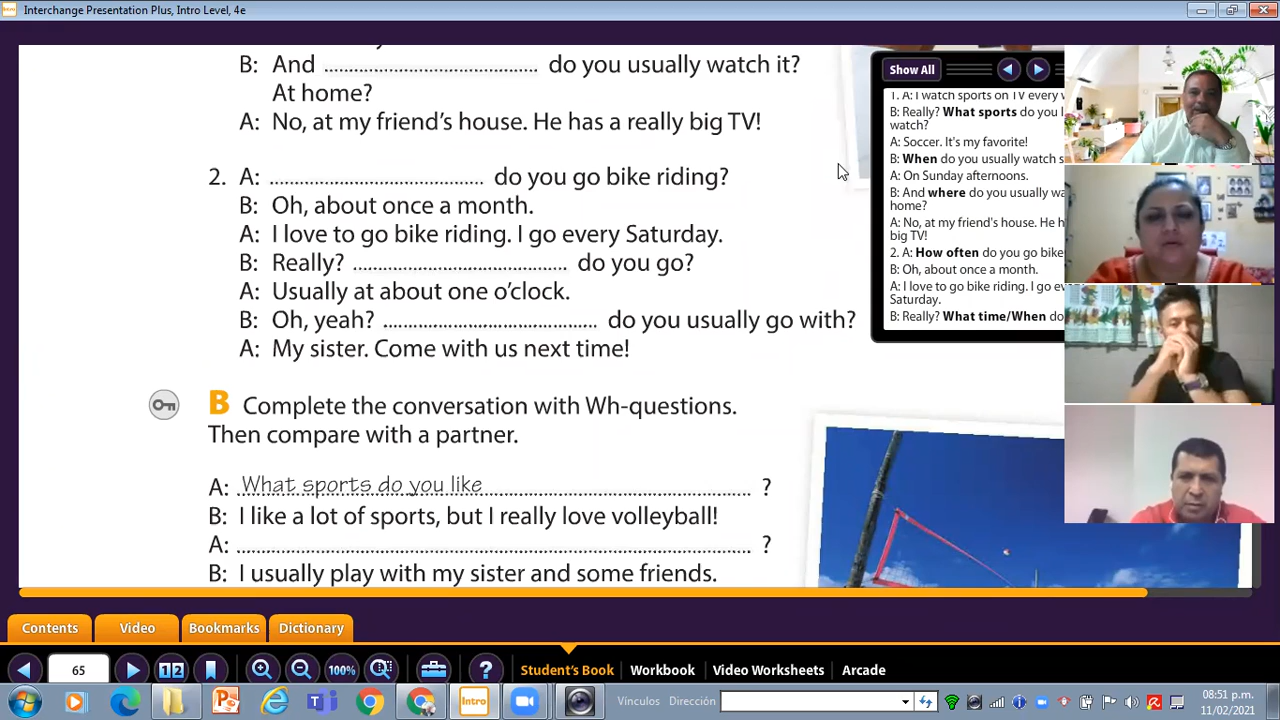 Interchange Presentation Plus, Intro Level, 4e
B: And ........................................ do you usually watch it?
At home?
A: No, at my friend's house. He has a really big TV!
2. A: ........................................ do you go bike riding?
B: Oh, about once a month.
A: I love to go bike riding. I go every Saturday.
B: Really? ........................................ do you go?
A: Usually at about one o'clock.
B: Oh, yeah? ........................................ do you usually go with?
A: My sister. Come with us next time!
B Complete the conversation with Wh-questions.
Then compare with a partner.
A: What sports do you like ?
B: I like a lot of sports, but I really love volleyball!
A: ........................................ ?
B: I usually play with my sister and some friends.
Show All
1. A: I watch sports on TV every
B: Really? What sports do you
watch?
A: Soccer. It's my favorite!
B: When do you usually watch
A: On Sunday afternoons.
B: And where do you usually
home?
A: No, at my friend's house. He
big TV!
2. A: How often do you go bike
B: Oh, about once a month.
A: I love to go bike riding. I go
Saturday.
B: Really? What time/When
Contents Video Bookmarks Dictionary
65 12 100% ? Student's Book Workbook Video Worksheets Arcade
Intro Vínculos Dirección 08:51 p.m.
11/02/2021